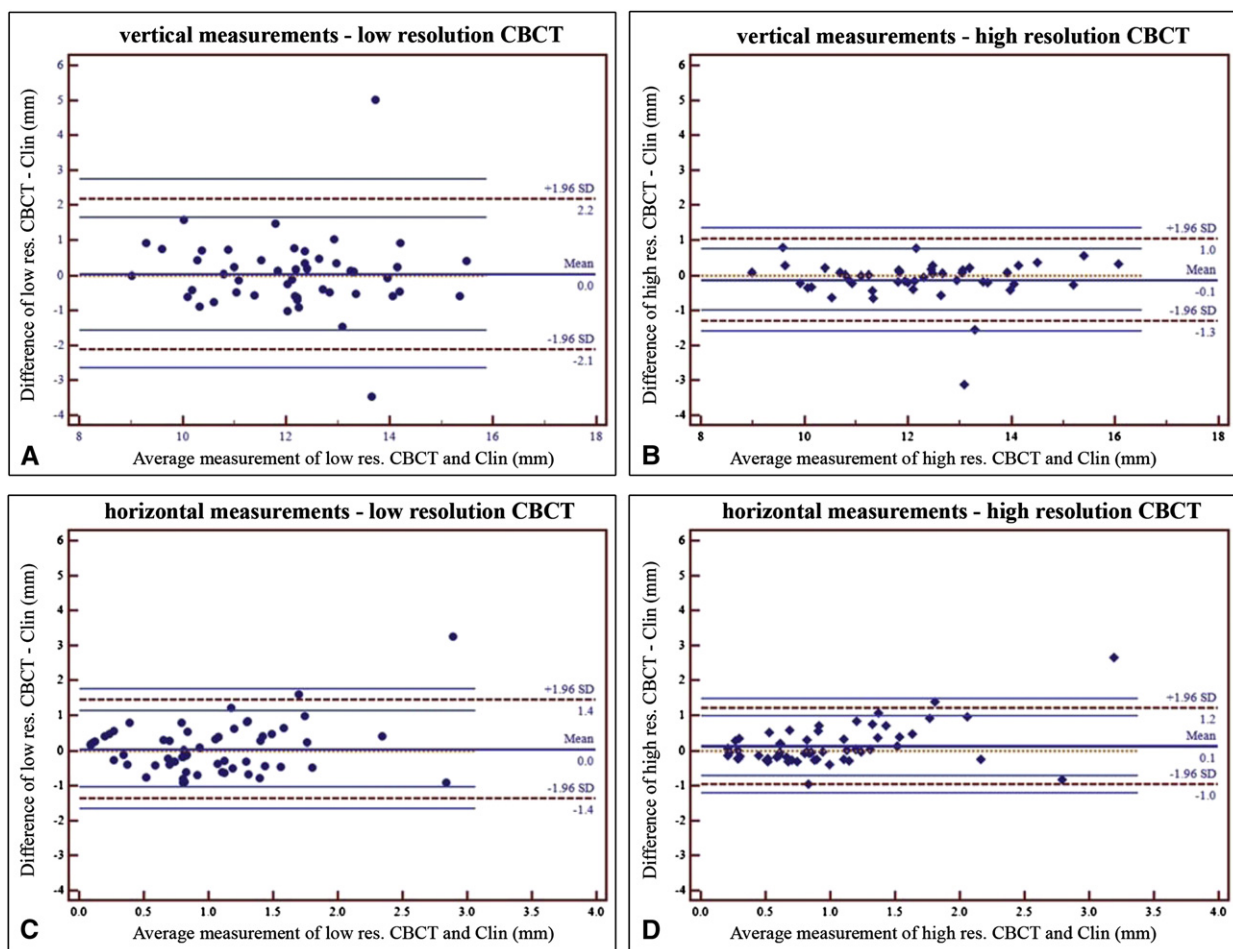 vertical measurements - low resolution CBCT
Difference of low res. CBCT - Clin (mm)
6
5
4
3
2
1
0
-1
-2
-3
-4
+1.96 SD
2.2
Mean
0.0
-1.96 SD
-2.1
8 10 12 14 16 18
A
Average measurement of low res. CBCT and Clin (mm)
vertical measurements - high resolution CBCT
Difference of high res. CBCT - Clin (mm)
6
5
4
3
2
1
0
-1
-2
-3
-4
+1.96 SD
1.0
Mean
-0.1
-1.96 SD
-1.3
8 10 12 14 16 18
B
Average measurement of high res. CBCT and Clin (mm)
horizontal measurements - low resolution CBCT
Difference of low res. CBCT - Clin (mm)
6
5
4
3
2
1
0
-1
-2
-3
-4
+1.96 SD
1.4
Mean
0.0
-1.96 SD
-1.4
0.0 0.5 1.0 1.5 2.0 2.5 3.0 3.5 4.0
C
Average measurement of low res. CBCT and Clin (mm)
horizontal measurements - high resolution CBCT
Difference of high res. CBCT - Clin (mm)
6
5
4
3
2
1
0
-1
-2
-3
-4
+1.96 SD
1.2
Mean
0.1
-1.96 SD
-1.0
0.0 0.5 1.0 1.5 2.0 2.5 3.0 3.5 4.0
D
Average measurement of high res. CBCT and Clin (mm)